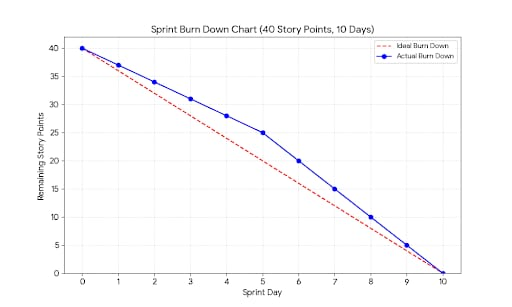 Sprint Burn Down Chart (40 Story Points, 10 Days)
Ideal Burn Down
Actual Burn Down
Remaining Story Points
40
35
30
25
20
15
10
5
0
0 1 2 3 4 5 6 7 8 9 10
Sprint Day